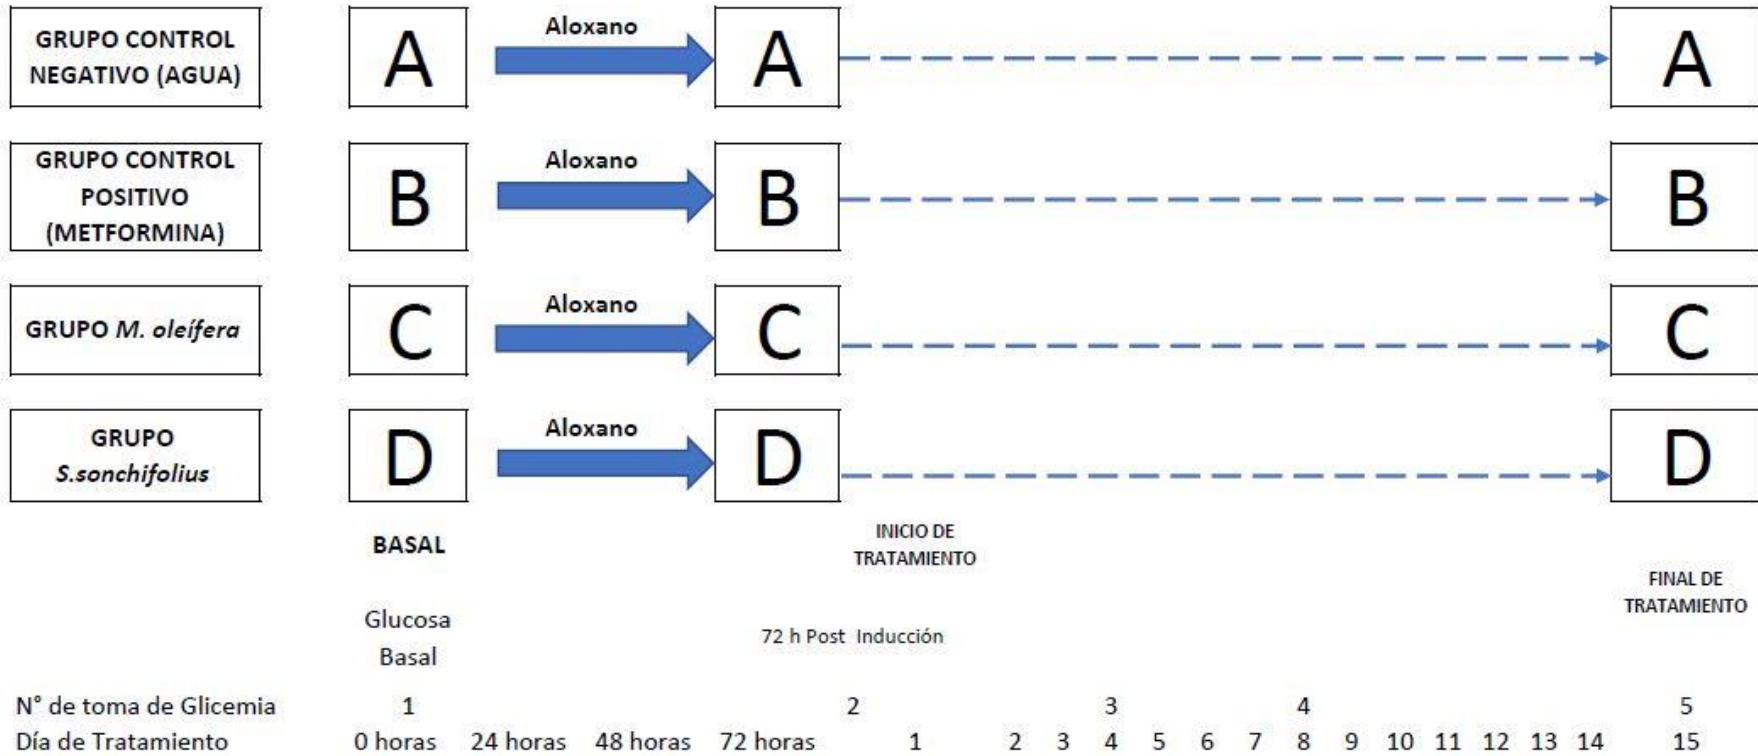 GRUPO CONTROL
NEGATIVO (AGUA)
A
Aloxano
A
A
GRUPO CONTROL
POSITIVO
(METFORMINA)
B
Aloxano
B
B
GRUPO M. oleífera
C
Aloxano
C
C
GRUPO
S.sonchifolius
D
Aloxano
D
D
BASAL
INICIO DE
TRATAMIENTO
FINAL DE
TRATAMIENTO
Glucosa
Basal
72 h Post Inducción
N° de toma de Glicemia 1 2 3 4 5
Día de Tratamiento 0 horas 24 horas 48 horas 72 horas 1 2 3 4 5 6 7 8 9 10 11 12 13 14 15